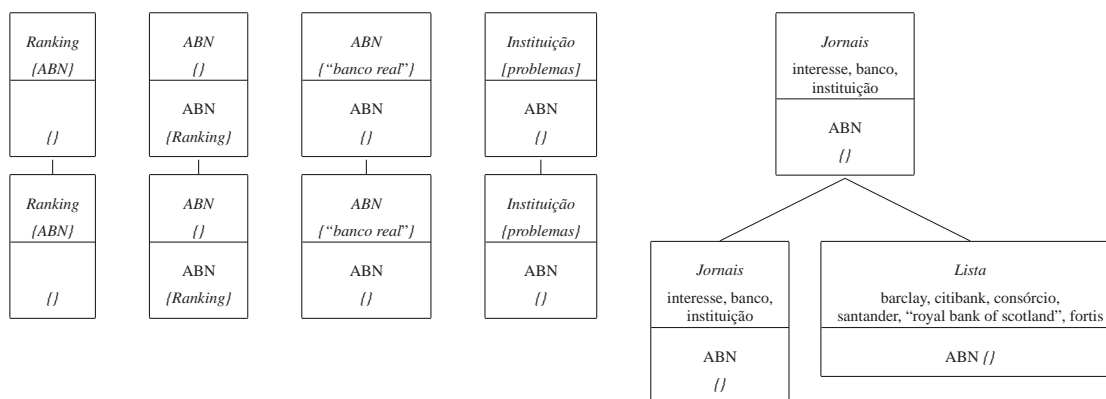 Ranking
{ABN}
{}
ABN
{}
ABN
{Ranking}
ABN
{“banco real”}
ABN
{}
Instituição
[problemas]
ABN
{}
Jornais
interesse, banco,
instituição
ABN
{}
Ranking
{ABN}
{}
ABN
{}
ABN
{Ranking}
ABN
{“banco real”}
ABN
{}
Instituição
{problemas}
ABN
{}
Jornais
interesse, banco,
instituição
ABN
{}
Lista
barclay, citibank, consórcio,
santander, “royal bank of scotland”, fortis
ABN {}